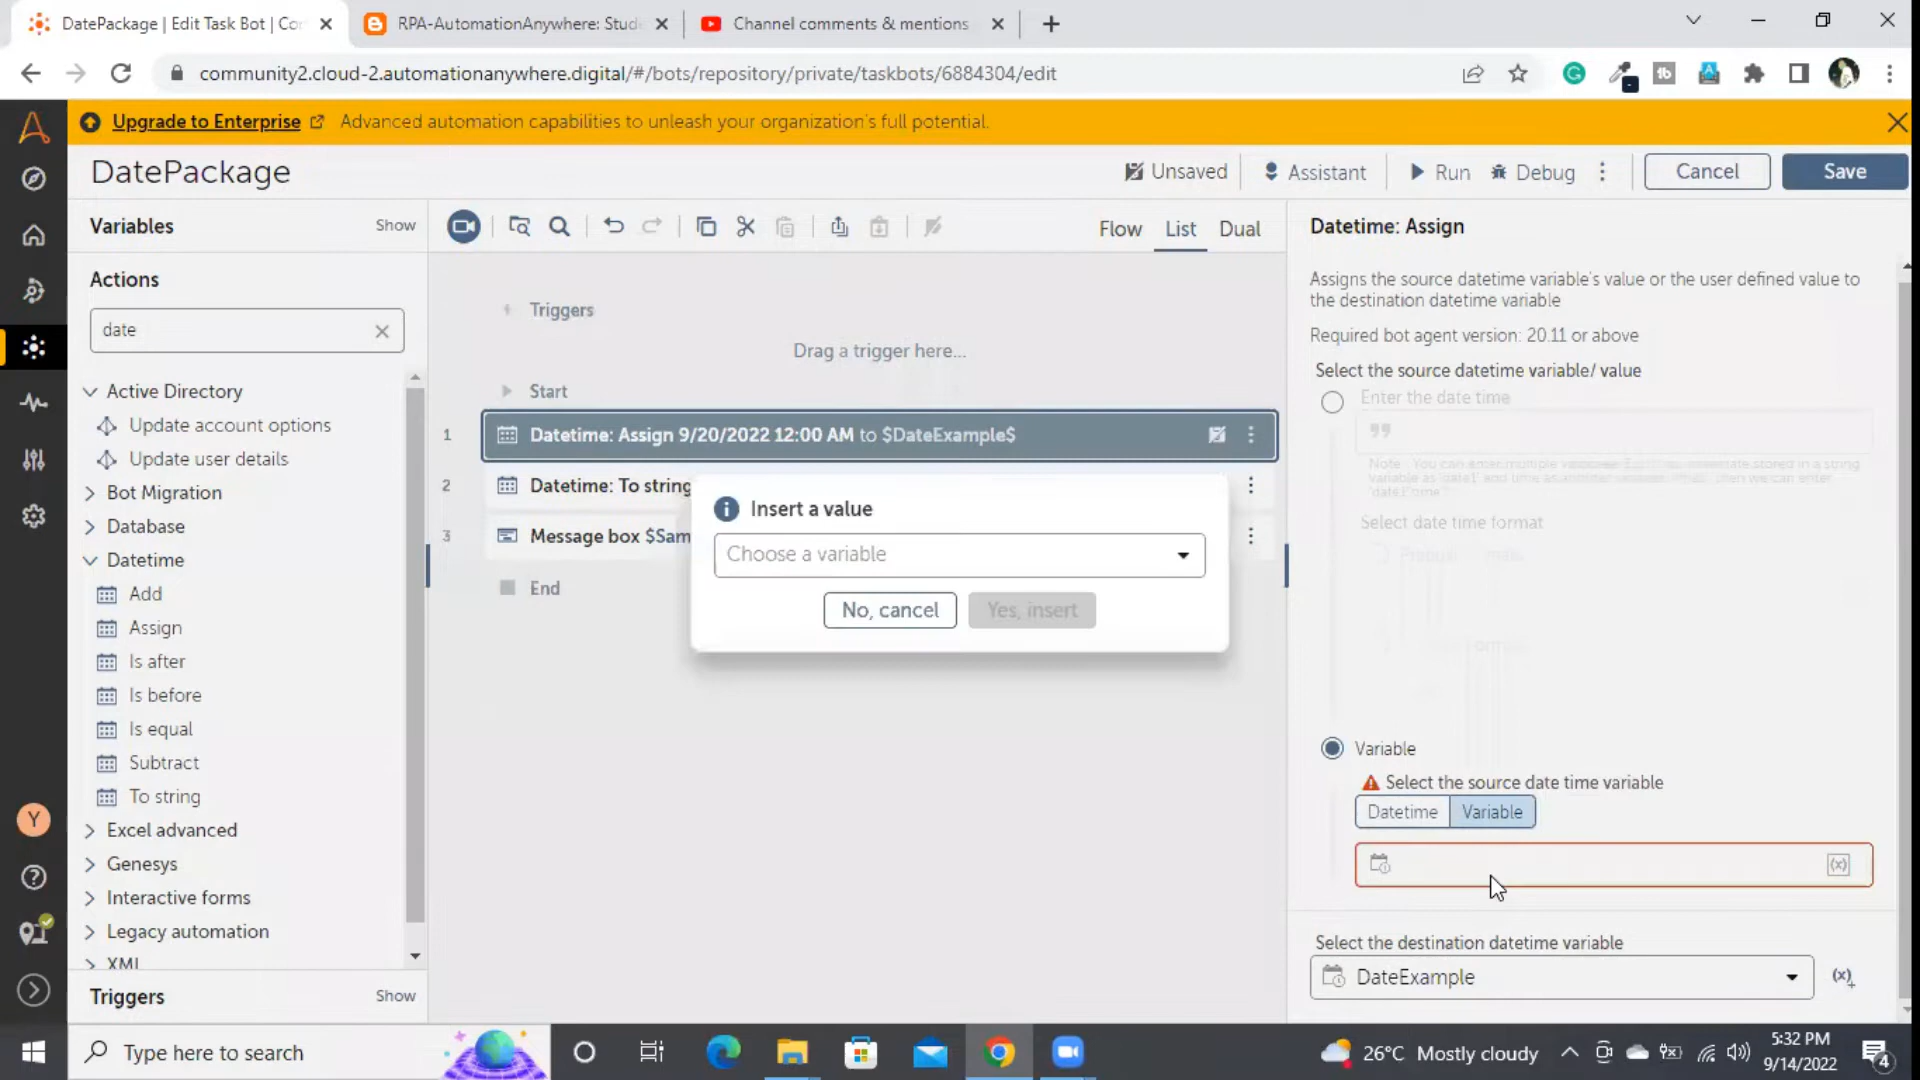 DatePackage | Edit Task Bot | Co
RPA-AutomationAnywhere: Stud
Channel comments & mentions
community2.cloud-2.automationanywhere.digital/#/bots/repository/private/taskbots/6884304/edit
Upgrade to Enterprise
Advanced automation capabilities to unleash your organization's full potential.
DatePackage
Unsaved
Assistant
Run
Debug
Cancel
Save
Variables
Show
Flow
List
Dual
Actions
date
Active Directory
Update account options
Update user details
Bot Migration
Database
Datetime
Add
Assign
Is after
Is before
Is equal
Subtract
To string
Excel advanced
Genesys
Interactive forms
Legacy automation
XML
Triggers
Show
Triggers
Drag a trigger here...
Start
1
Datetime: Assign 9/20/2022 12:00 AM to $DateExample$
2
Datetime: To string
3
Message box $Sam
End
Insert a value
Choose a variable
No, cancel
Yes, insert
Datetime: Assign
Assigns the source datetime variable's value or the user defined value to
the destination datetime variable
Required bot agent version: 20.11 or above
Select the source datetime variable/ value
Enter the date time
Select date time format
Variable
Select the source date time variable
Datetime
Variable
(x)
Select the destination datetime variable
DateExample
(x)+
Y
Type here to search
26°C Mostly cloudy
5:32 PM
9/14/2022
4